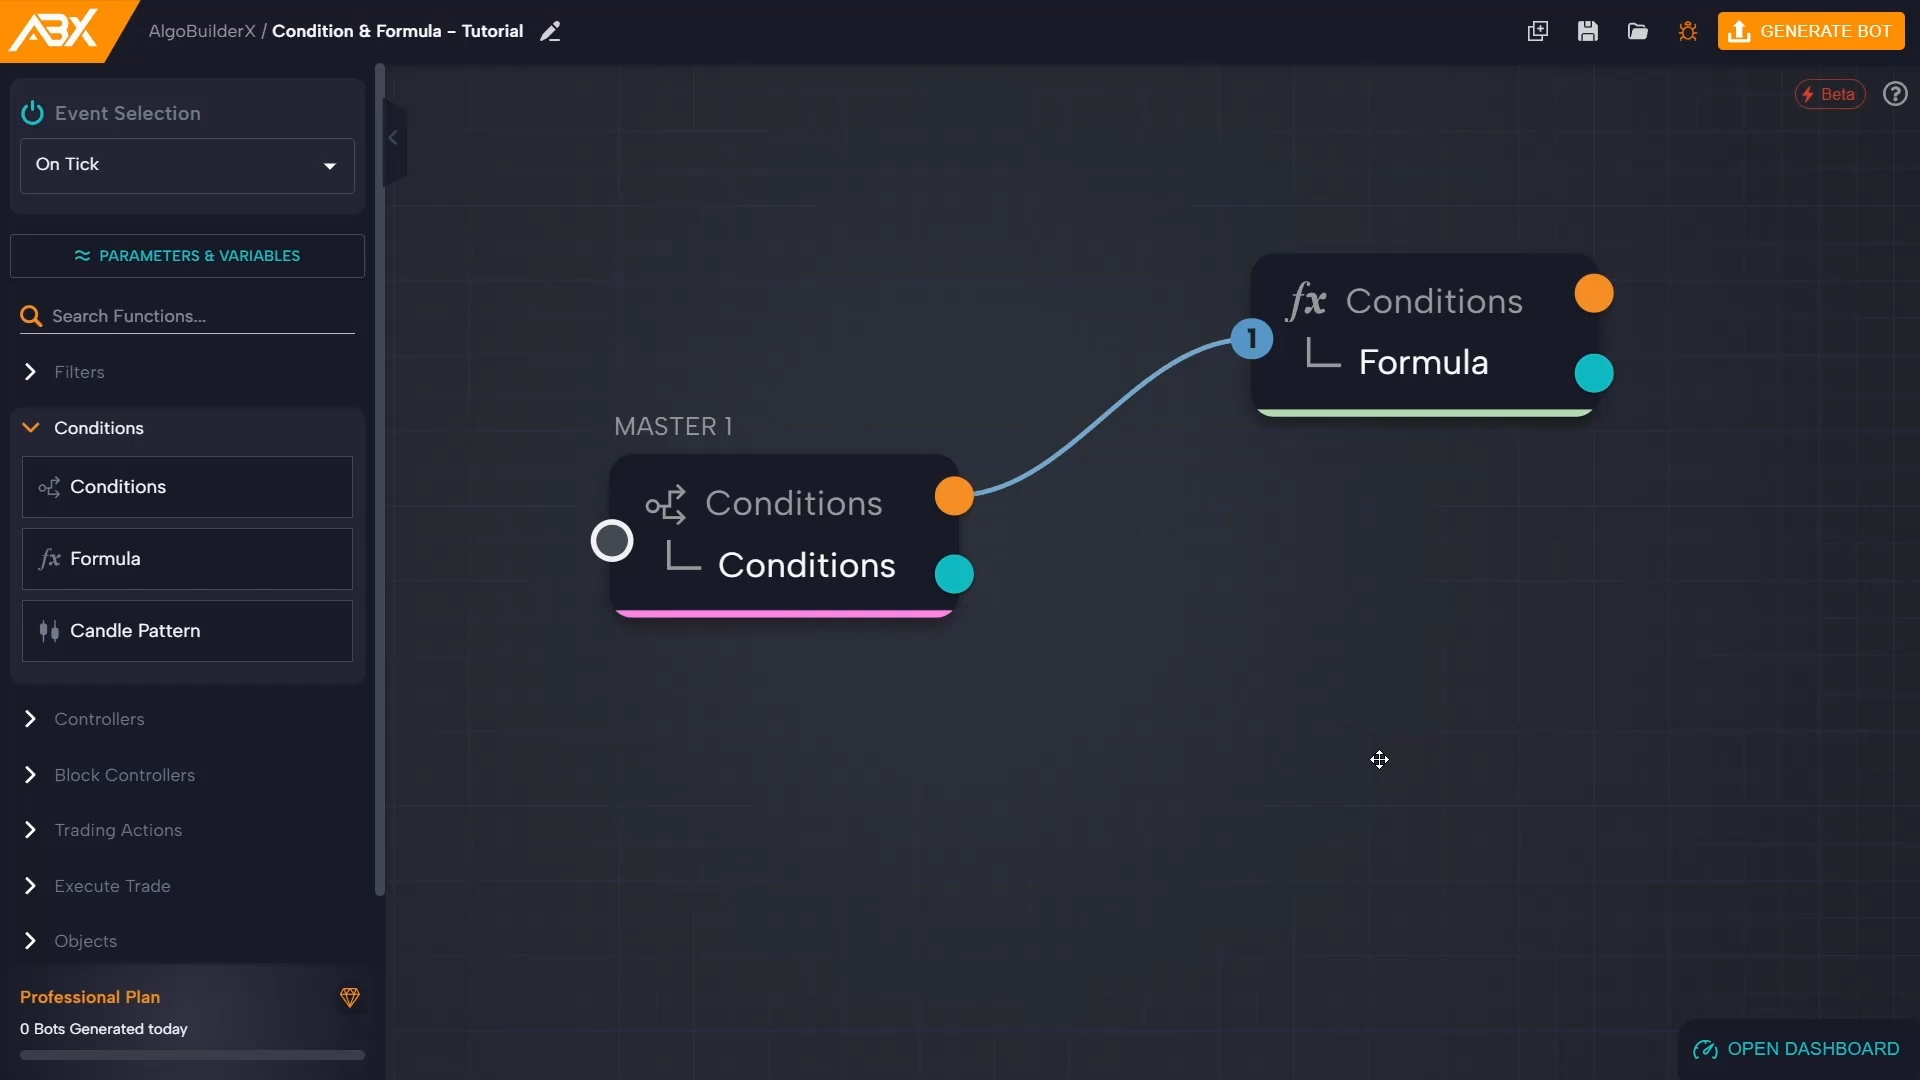 ABX
AlgoBuilderX / Condition & Formula - Tutorial
GENERATE BOT
Beta
Event Selection
On Tick
PARAMETERS & VARIABLES
Search Functions...
Filters
Conditions
Conditions
Formula
Candle Pattern
Controllers
Block Controllers
Trading Actions
Execute Trade
Objects
Professional Plan
0 Bots Generated today
MASTER 1
Conditions
Conditions
1
fx Conditions
Formula
OPEN DASHBOARD